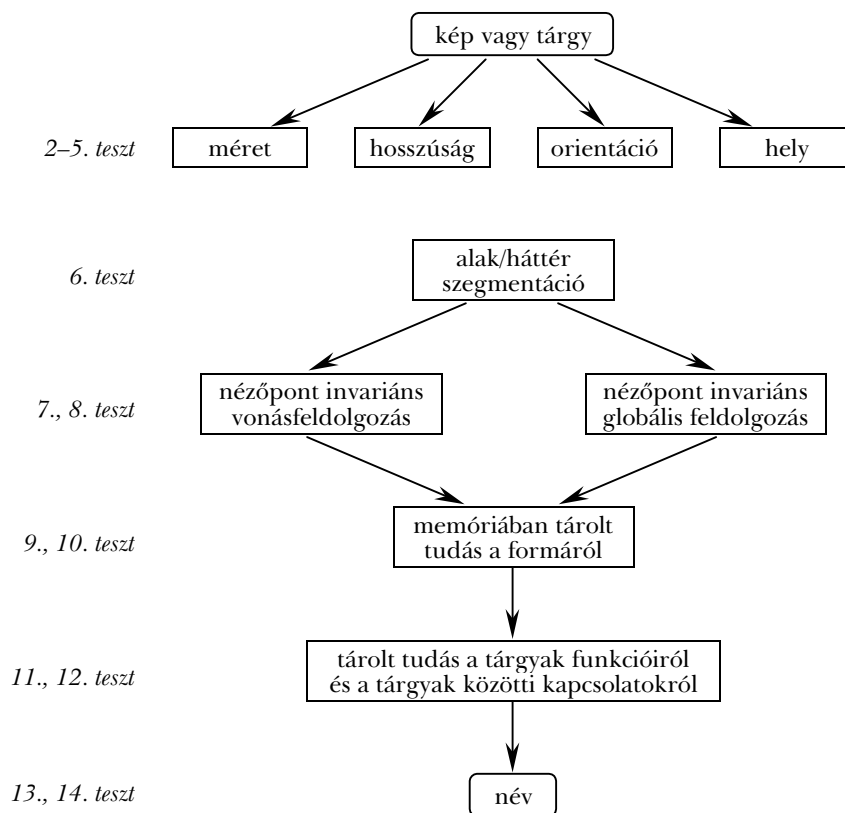 kép vagy tárgy
2–5. teszt
méret
hosszúság
orientáció
hely
6. teszt
alak/háttér
szegmentáció
7., 8. teszt
nézőpont invariáns
vonásfeldolgozás
nézőpont invariáns
globális feldolgozás
9., 10. teszt
memóriában tárolt
tudás a formáról
11., 12. teszt
tárolt tudás a tárgyak funkcióiról
és a tárgyak közötti kapcsolatokról
13., 14. teszt
név